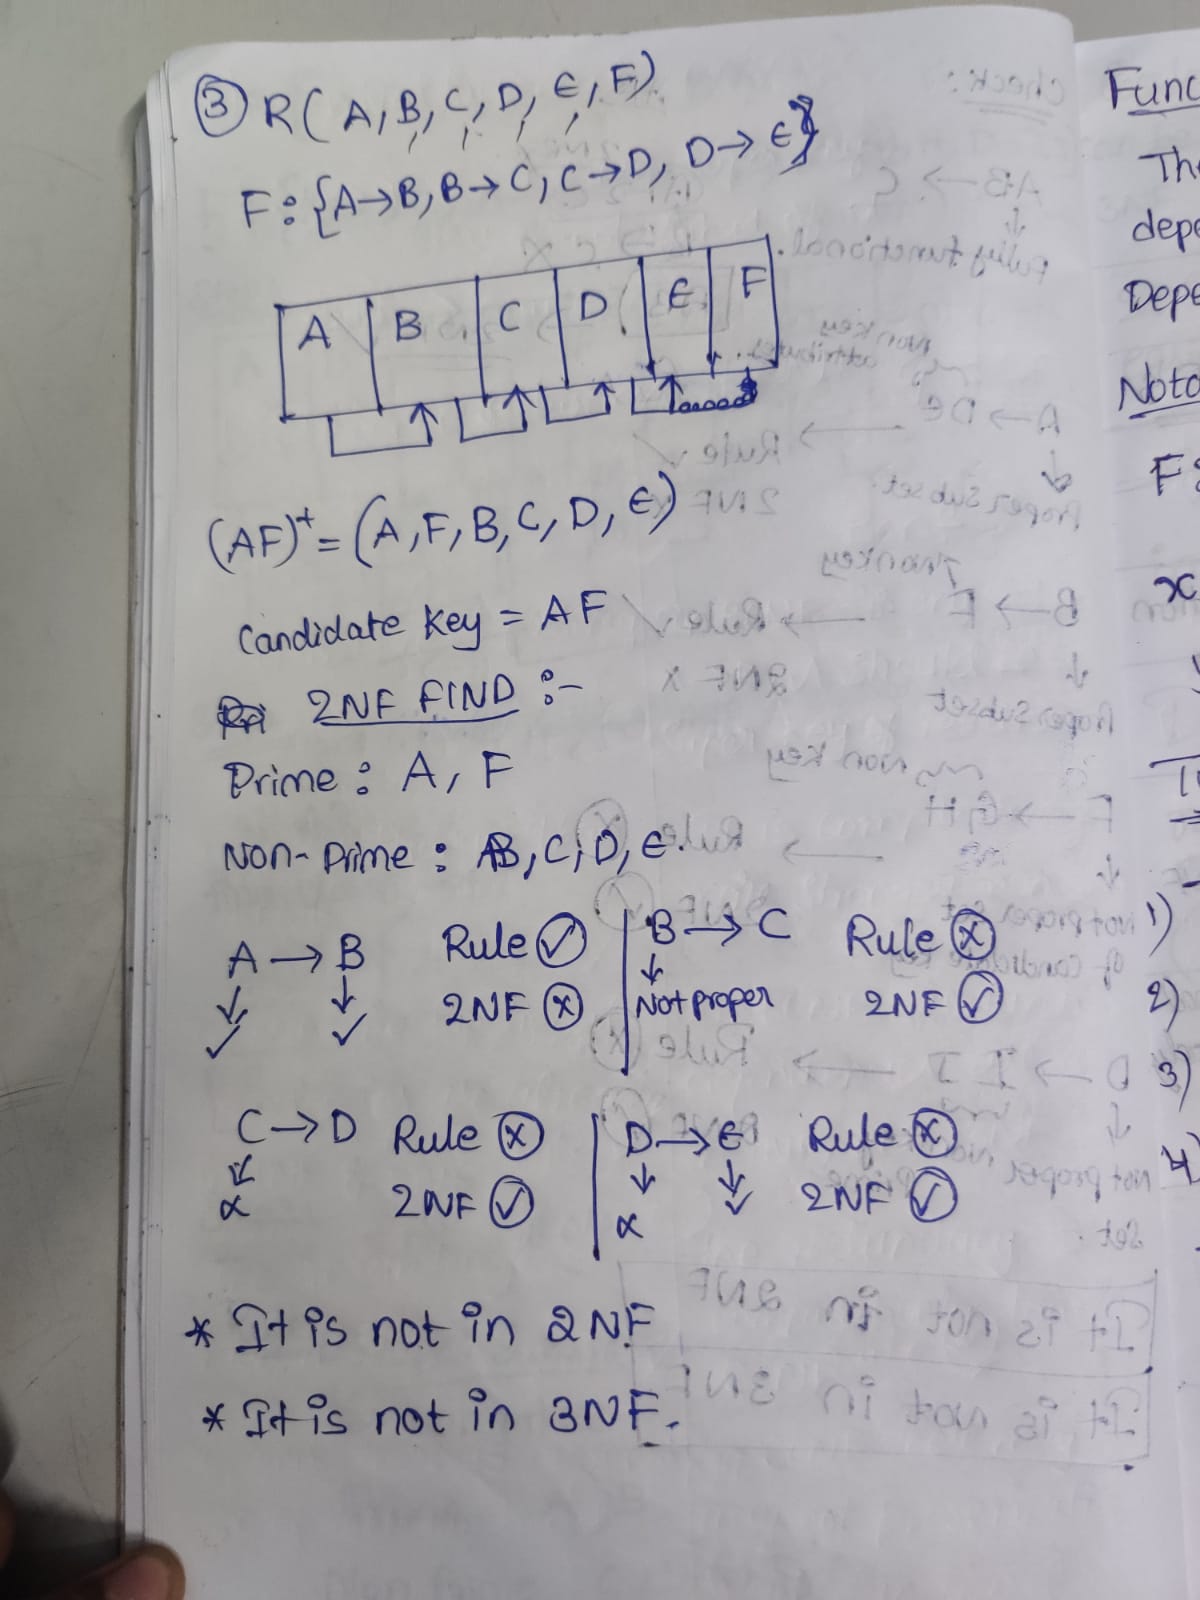 ③ R(A, B, C, D, E, F)
F: {A→B, B→C, C→D, D→E}
A B C D E F
(AF)⁺ = (A, F, B, C, D, E)
Candidate Key = AF
2NF FIND :-
Prime : A, F
Non-Prime : B, C, D, E.
A → B Rule ✓
↓ ↓ 2NF ✗
✓ ✓
B → C Rule ✗
↓
Not proper 2NF ✓
C → D Rule ✗
↓
x 2NF ✓
D → E Rule ✗
↓ ↓ 2NF ✓
x ✓
* It is not in 2NF
* It is not in 3NF.
Func
The
depe
Depe
Nota
F:
x
1)
2)
3)
4)